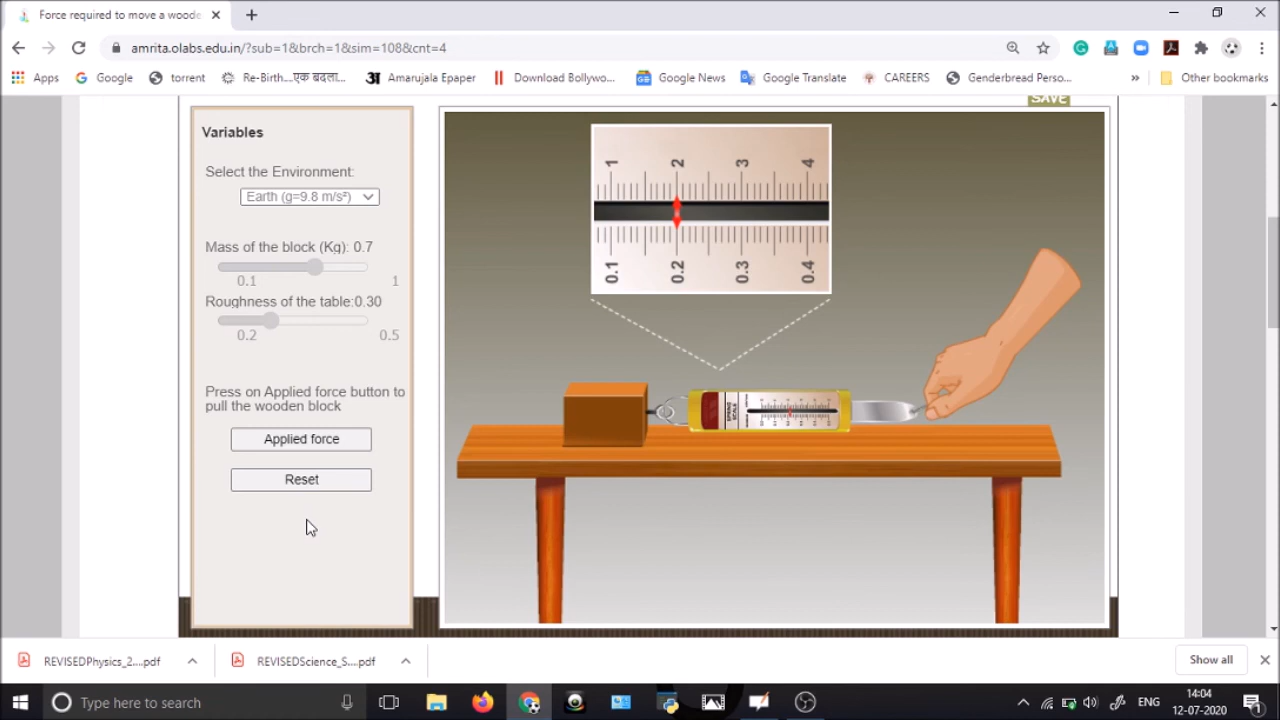 Force required to move a woode
amrita.olabs.edu.in/?sub=1&brch=1&sim=108&cnt=4
Apps Google torrent Re-Birth....एक बदला... Amarujala Epaper Download Bollywo... Google News Google Translate CAREERS Genderbread Perso... » Other bookmarks
SAVE
Variables
Select the Environment:
Earth (g=9.8 m/s²)
Mass of the block (Kg): 0.7
0.1 1
Roughness of the table:0.30
0.2 0.5
Press on Applied force button to
pull the wooden block
Applied force
Reset
1 2 3 4
0.1 0.2 0.3 0.4
SPRING
SCALE
REVISEDPhysics_2....pdf REVISEDScience_S....pdf Show all
Type here to search
ENG
14:04
12-07-2020